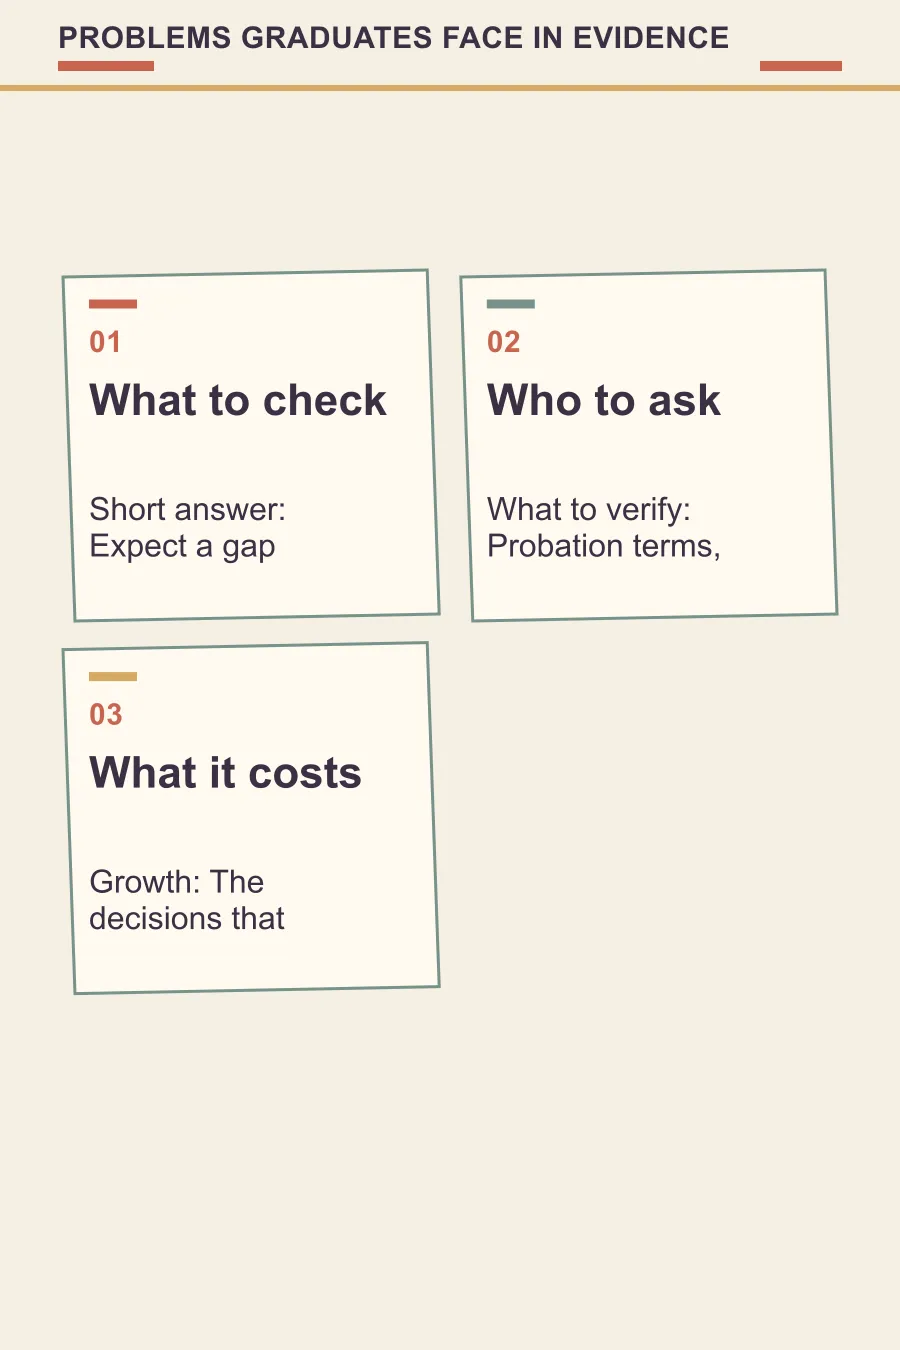 PROBLEMS GRADUATES FACE IN EVIDENCE
01
What to check
Short answer:
Expect a gap
02
Who to ask
What to verify:
Probation terms,
03
What it costs
Growth: The
decisions that